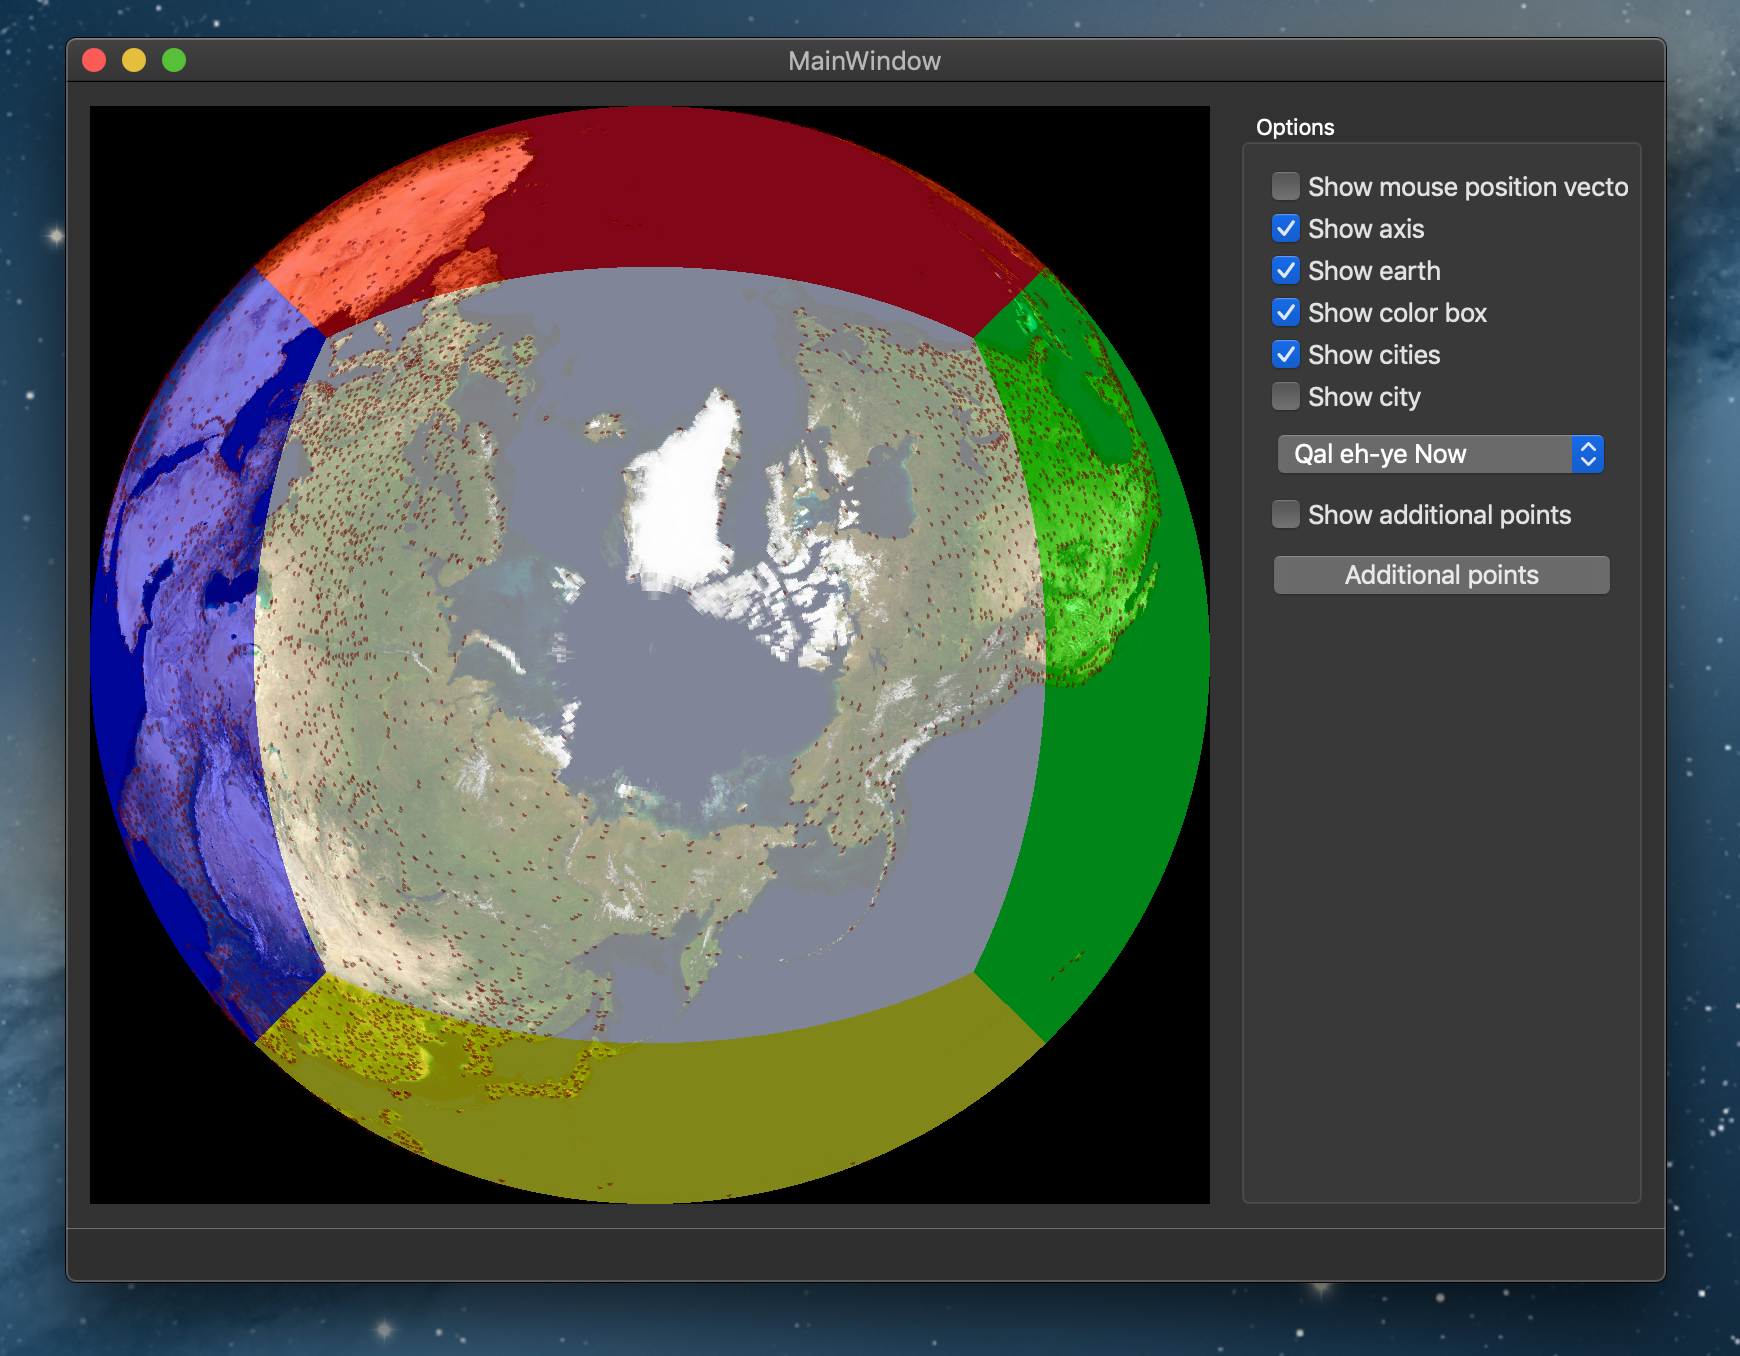 MainWindow
Options
Show mouse position vecto
Show axis
Show earth
Show color box
Show cities
Show city
Qal eh-ye Now
Show additional points
Additional points